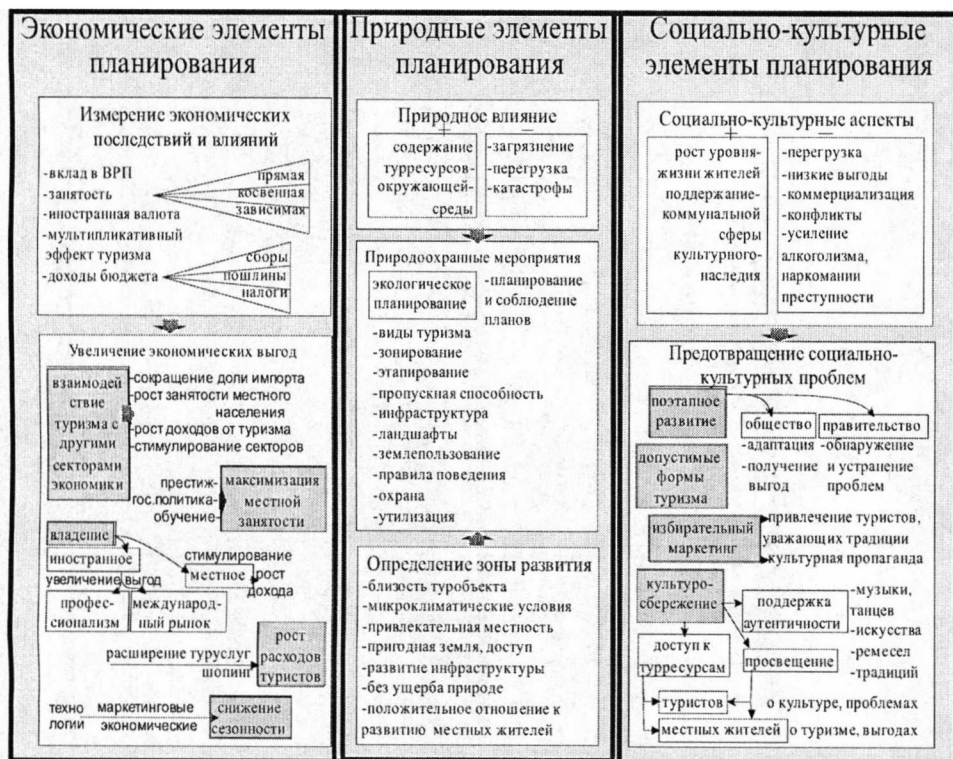 Экономические элементы
планирования
Измерение экономических
последствий и влияний
-вклад в ВРП
-занятость
-иностранная валюта
-мультипликативный
эффект туризма
-доходы бюджета
прямая
косвенная
зависимая
сборы
пошлины
налоги
Увеличение экономических выгод
взаимодей
ствие
туризма с
другими
секторами
экономики
-сокращение доли импорта
-рост занятости местного
населения
-рост доходов от туризма
-стимулирование секторов
престиж-
гос.политика-
обучение-
максимизация
местной
занятости
владение
иностранное
стимулирование
местное
рост
дохода
увеличение выгод
профес-
сионализм
международ-
ный рынок
расширение туруслуг
шопинг
рост
расходов
туристов
техно
логии
маркетинговые
экономические
снижение
сезонности
Природные элементы
планирования
Природное влияние
+
содержание
турресурсов-
окружающей-
среды
–
-загрязнение
-перегрузка
-катастрофы
Природоохранные мероприятия
экологическое
планирование
-планирование
и соблюдение
планов
-виды туризма
-зонирование
-этапирование
-пропускная способность
-инфраструктура
-ландшафты
-землепользование
-правила поведения
-охрана
-утилизация
Определение зоны развития
-близость туробъекта
-микроклиматические условия
-привлекательная местность
-пригодная земля, доступ
-развитие инфраструктуры
-без ущерба природе
-положительное отношение к
развитию местных жителей
Социально-культурные
элементы планирования
Социально-культурные аспекты
+
рост уровня-
жизни жителей
поддержание-
коммунальной
сферы
культурного-
наследия
–
-перегрузка
-низкие выгоды
-коммерциализация
-конфликты
-усиление
алкоголизма,
наркомании
преступности
Предотвращение социально-
культурных проблем
поэтапное
развитие
общество
-адаптация
-получение
выгод
правительство
-обнаружение
и устранение
проблем
допустимые
формы
туризма
избирательный
маркетинг
привлечение туристов,
уважающих традиции
культурная пропаганда
культуро-
сбережение
поддержка
аутентичности
-музыки,
танцев
-искусства
-ремесел
-традиций
доступ к
турресурсам
просвещение
туристов
о культуре, проблемах
местных жителей
о туризме, выгодах